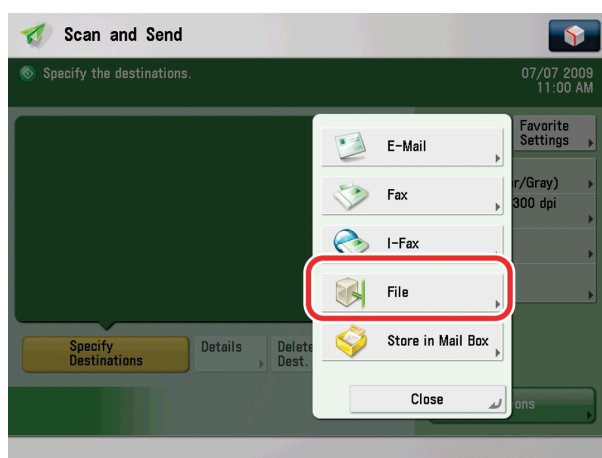 Scan and Send
Specify the destinations.
07/07 2009
11:00 AM
Favorite
Settings
r/Gray)
300 dpi
E-Mail
Fax
I-Fax
File
Store in Mail Box
Close
Specify
Destinations
Details
Delete
Dest.
ons